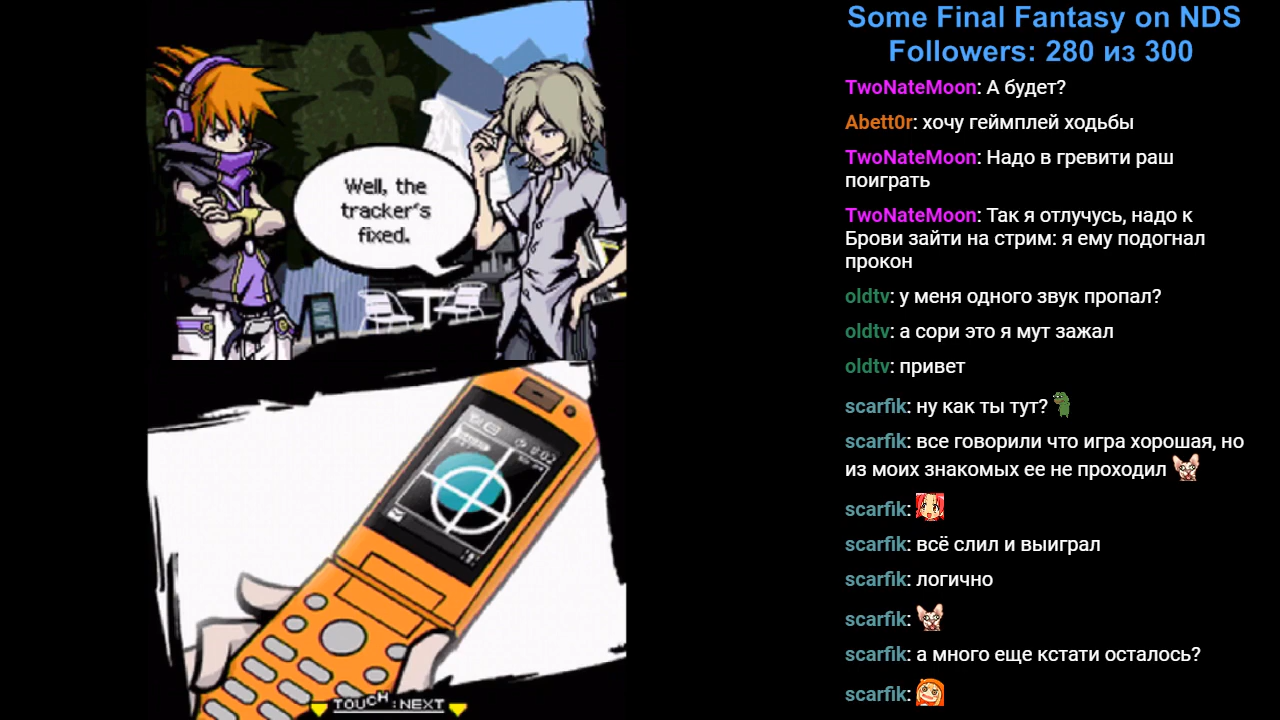 Well, the
tracker's
fixed.
TOUCH:NEXT
Some Final Fantasy on NDS
Followers: 280 из 300
TwoNateMoon: А будет?
Abett0r: хочу геймплей ходьбы
TwoNateMoon: Надо в гревити раш
поиграть
TwoNateMoon: Так я отлучусь, надо к
Брови зайти на стрим: я ему подогнал
прокон
oldtv: у меня одного звук пропал?
oldtv: а сори это я мут зажал
oldtv: привет
scarfik: ну как ты тут?
scarfik: все говорили что игра хорошая, но
из моих знакомых ее не проходил
scarfik:
scarfik: всё слил и выиграл
scarfik: логично
scarfik:
scarfik: а много еще кстати осталось?
scarfik: